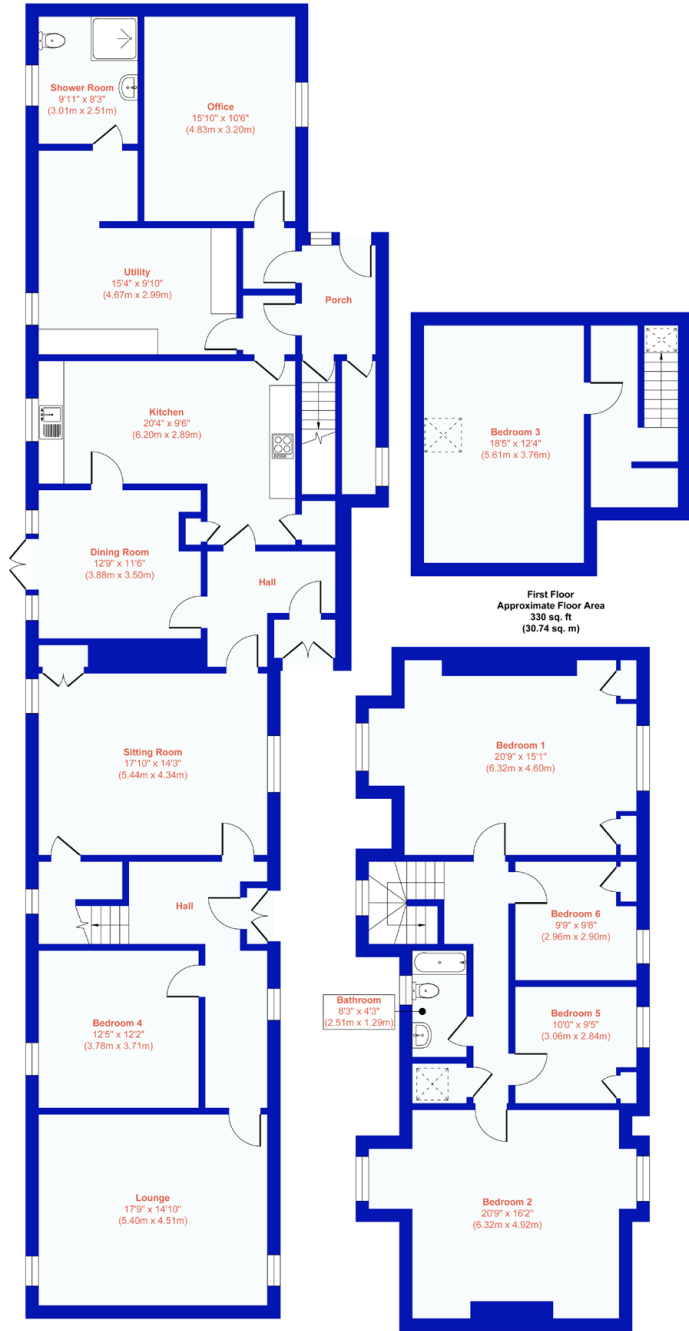 Shower Room
9'11" x 8'3"
(3.01m x 2.51m)
Office
15'10" x 10'6"
(4.83m x 3.20m)
Utility
15'4" x 9'10"
(4.67m x 2.99m)
Porch
Kitchen
20'4" x 9'6"
(6.20m x 2.89m)
Dining Room
12'9" x 11'6"
(3.88m x 3.50m)
Hall
Sitting Room
17'10" x 14'3"
(5.44m x 4.34m)
Hall
Bedroom 4
12'5" x 12'2"
(3.78m x 3.71m)
Lounge
17'9" x 14'10"
(5.40m x 4.51m)
Bedroom 3
18'5" x 12'4"
(5.61m x 3.76m)
First Floor
Approximate Floor Area
330 sq. ft
(30.74 sq. m)
Bedroom 1
20'9" x 15'1"
(6.32m x 4.60m)
Bedroom 6
9'9" x 9'6"
(2.96m x 2.90m)
Bathroom
8'3" x 4'3"
(2.51m x 1.29m)
Bedroom 5
10'0" x 9'5"
(3.06m x 2.84m)
Bedroom 2
20'9" x 16'2"
(6.32m x 4.92m)